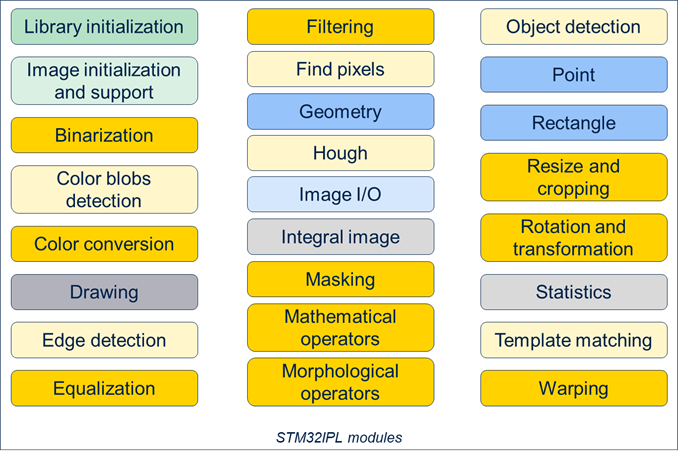 Library initialization
Image initialization
and support
Binarization
Color blobs
detection
Color conversion
Drawing
Edge detection
Equalization
Filtering
Find pixels
Geometry
Hough
Image I/O
Integral image
Masking
Mathematical
operators
Morphological
operators
Object detection
Point
Rectangle
Resize and
cropping
Rotation and
transformation
Statistics
Template matching
Warping
STM32IPL modules